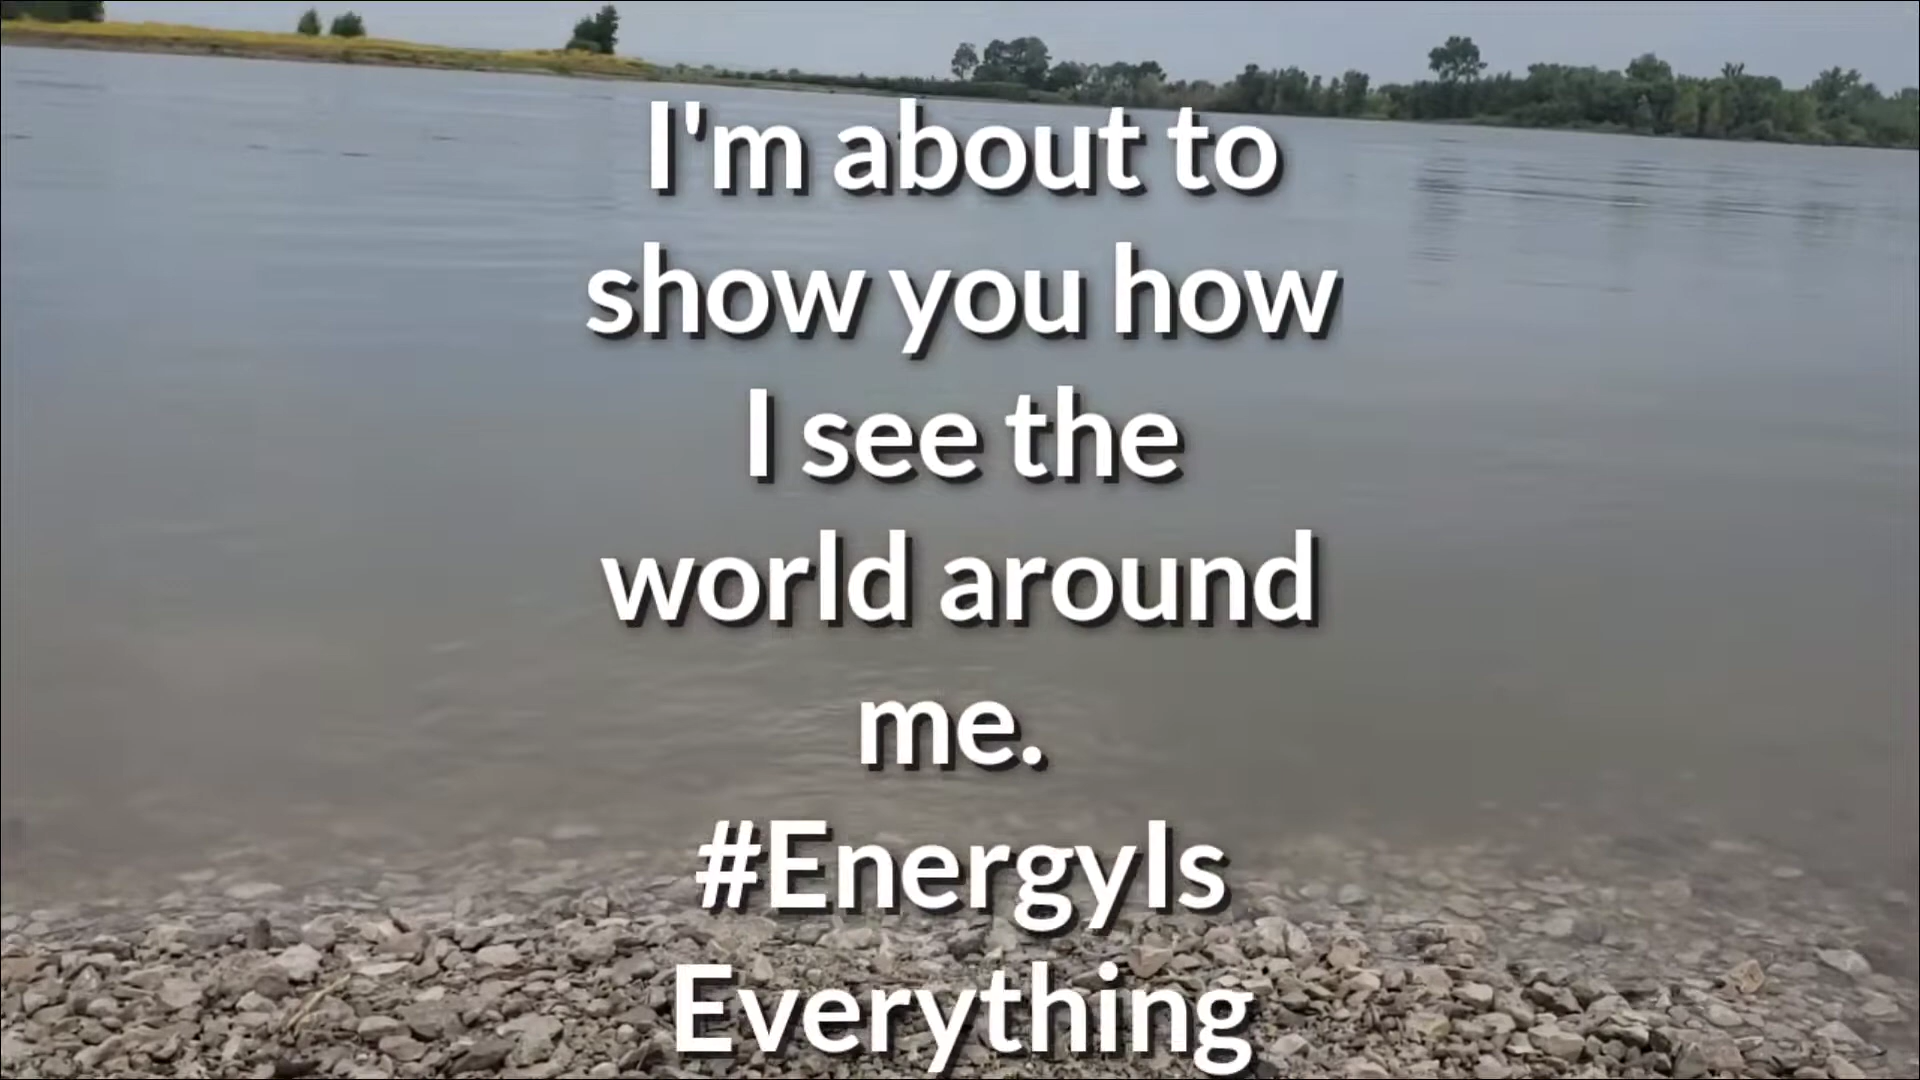 I'm about to
show you how
I see the
world around
me.
#EnergyIs
Everything